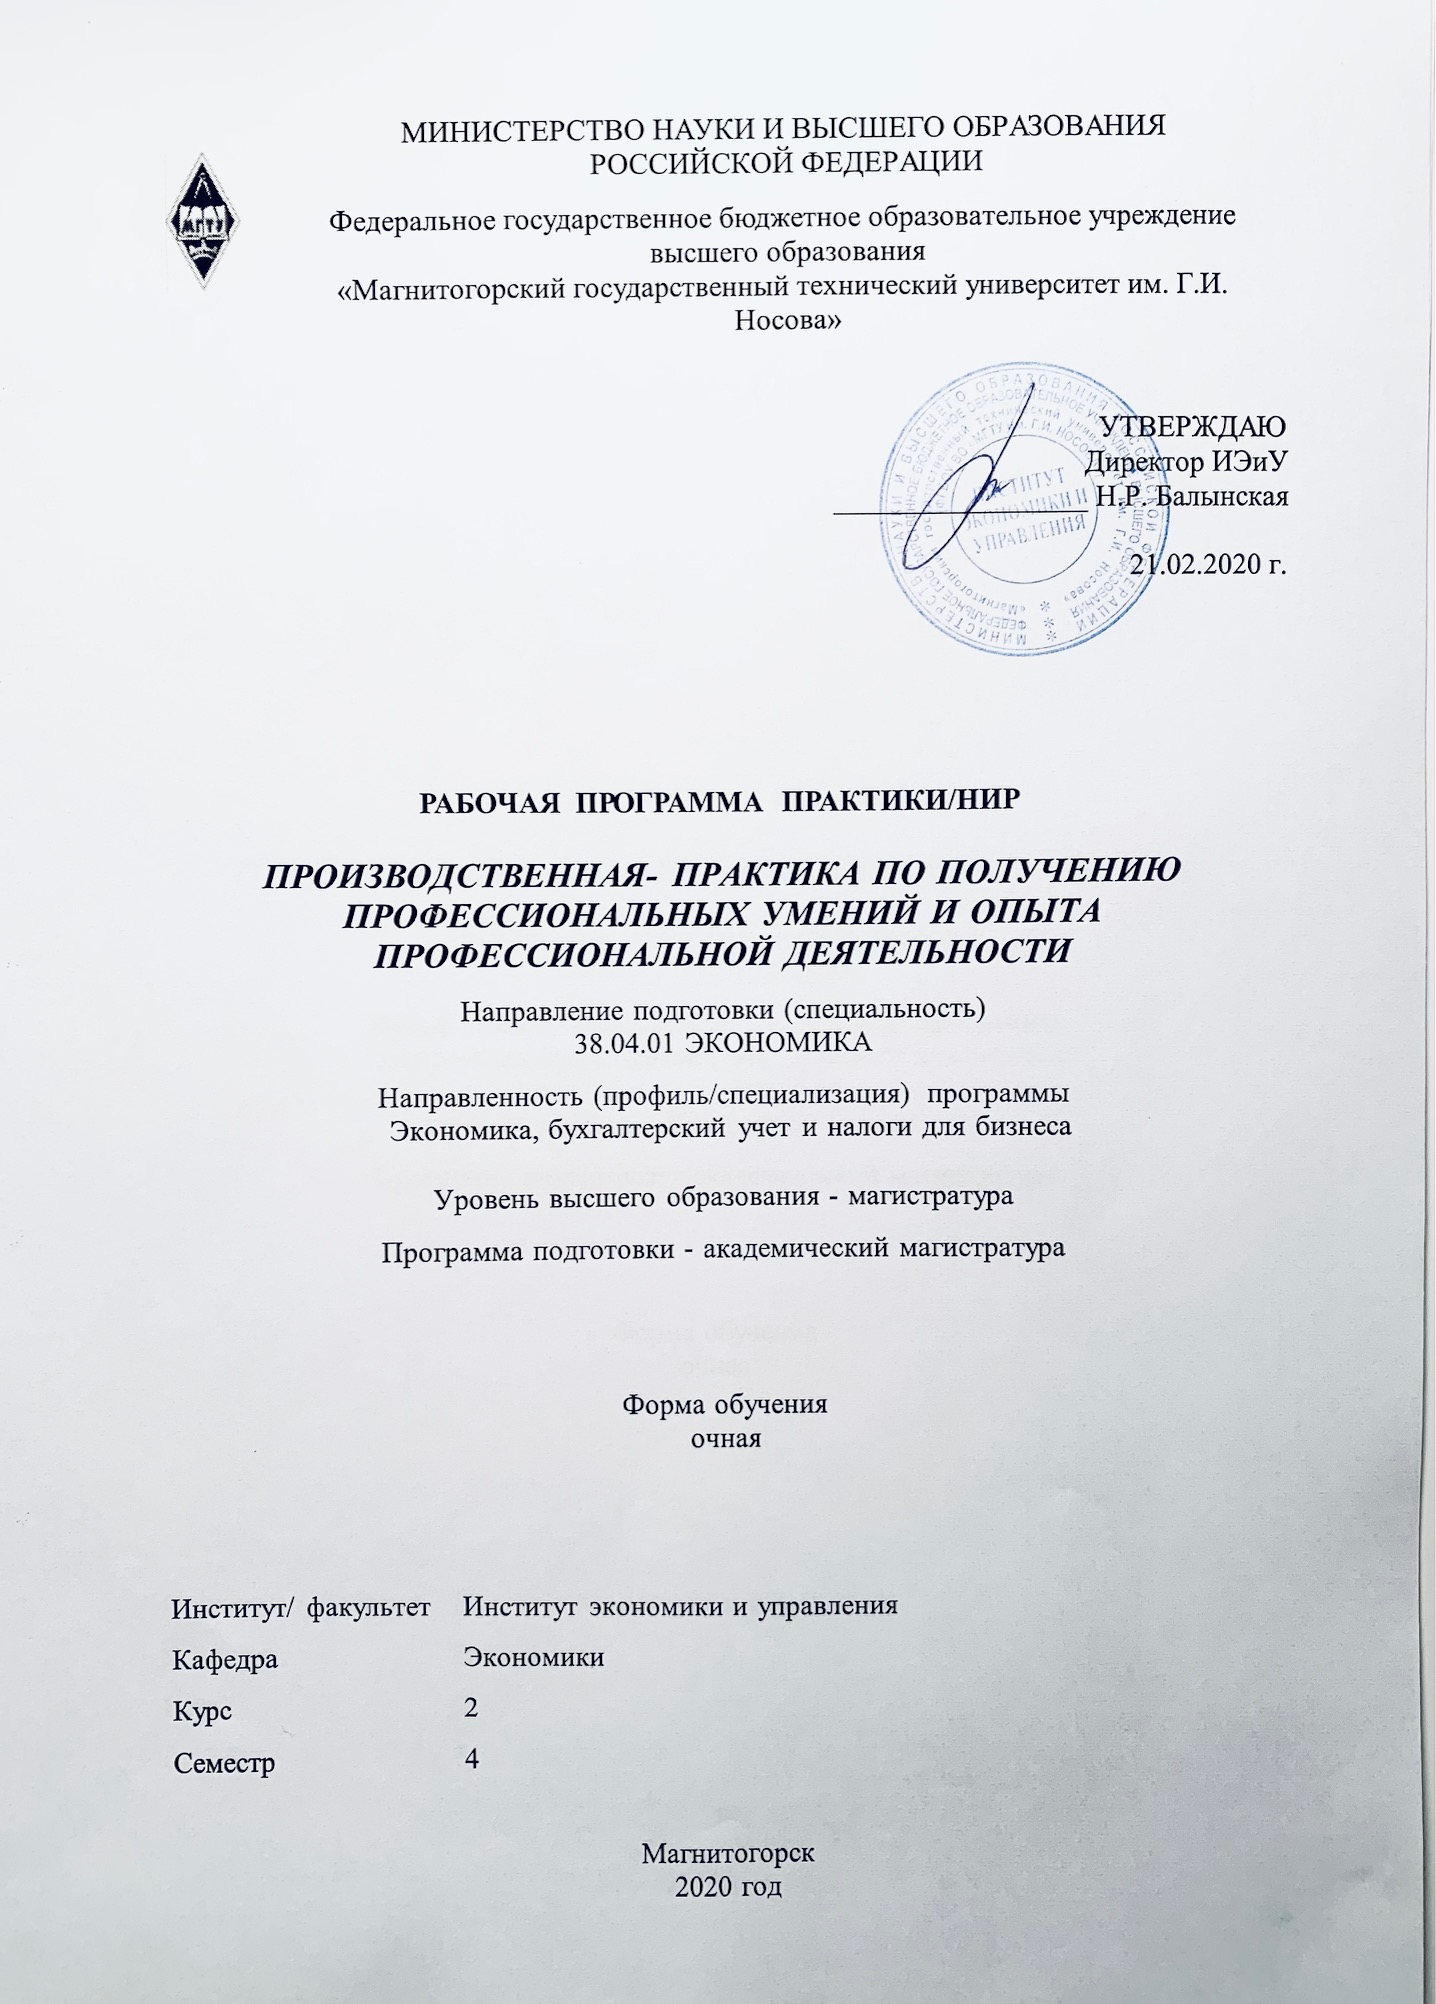 МИНИСТЕРСТВО НАУКИ И ВЫСШЕГО ОБРАЗОВАНИЯ
РОССИЙСКОЙ ФЕДЕРАЦИИ
МГТУ
Федеральное государственное бюджетное образовательное учреждение
высшего образования
«Магнитогорский государственный технический университет им. Г.И.
Носова»
УТВЕРЖДАЮ
Директор ИЭиУ
Н.Р. Балынская
21.02.2020 г.
ИНСТИТУТ
ЭКОНОМИКИ И
УПРАВЛЕНИЯ
РАБОЧАЯ ПРОГРАММА ПРАКТИКИ/НИР
ПРОИЗВОДСТВЕННАЯ- ПРАКТИКА ПО ПОЛУЧЕНИЮ
ПРОФЕССИОНАЛЬНЫХ УМЕНИЙ И ОПЫТА
ПРОФЕССИОНАЛЬНОЙ ДЕЯТЕЛЬНОСТИ
Направление подготовки (специальность)
38.04.01 ЭКОНОМИКА
Направленность (профиль/специализация) программы
Экономика, бухгалтерский учет и налоги для бизнеса
Уровень высшего образования - магистратура
Программа подготовки - академический магистратура
Форма обучения
очная
Институт/ факультет Институт экономики и управления
Кафедра Экономики
Курс 2
Семестр 4
Магнитогорск
2020 год